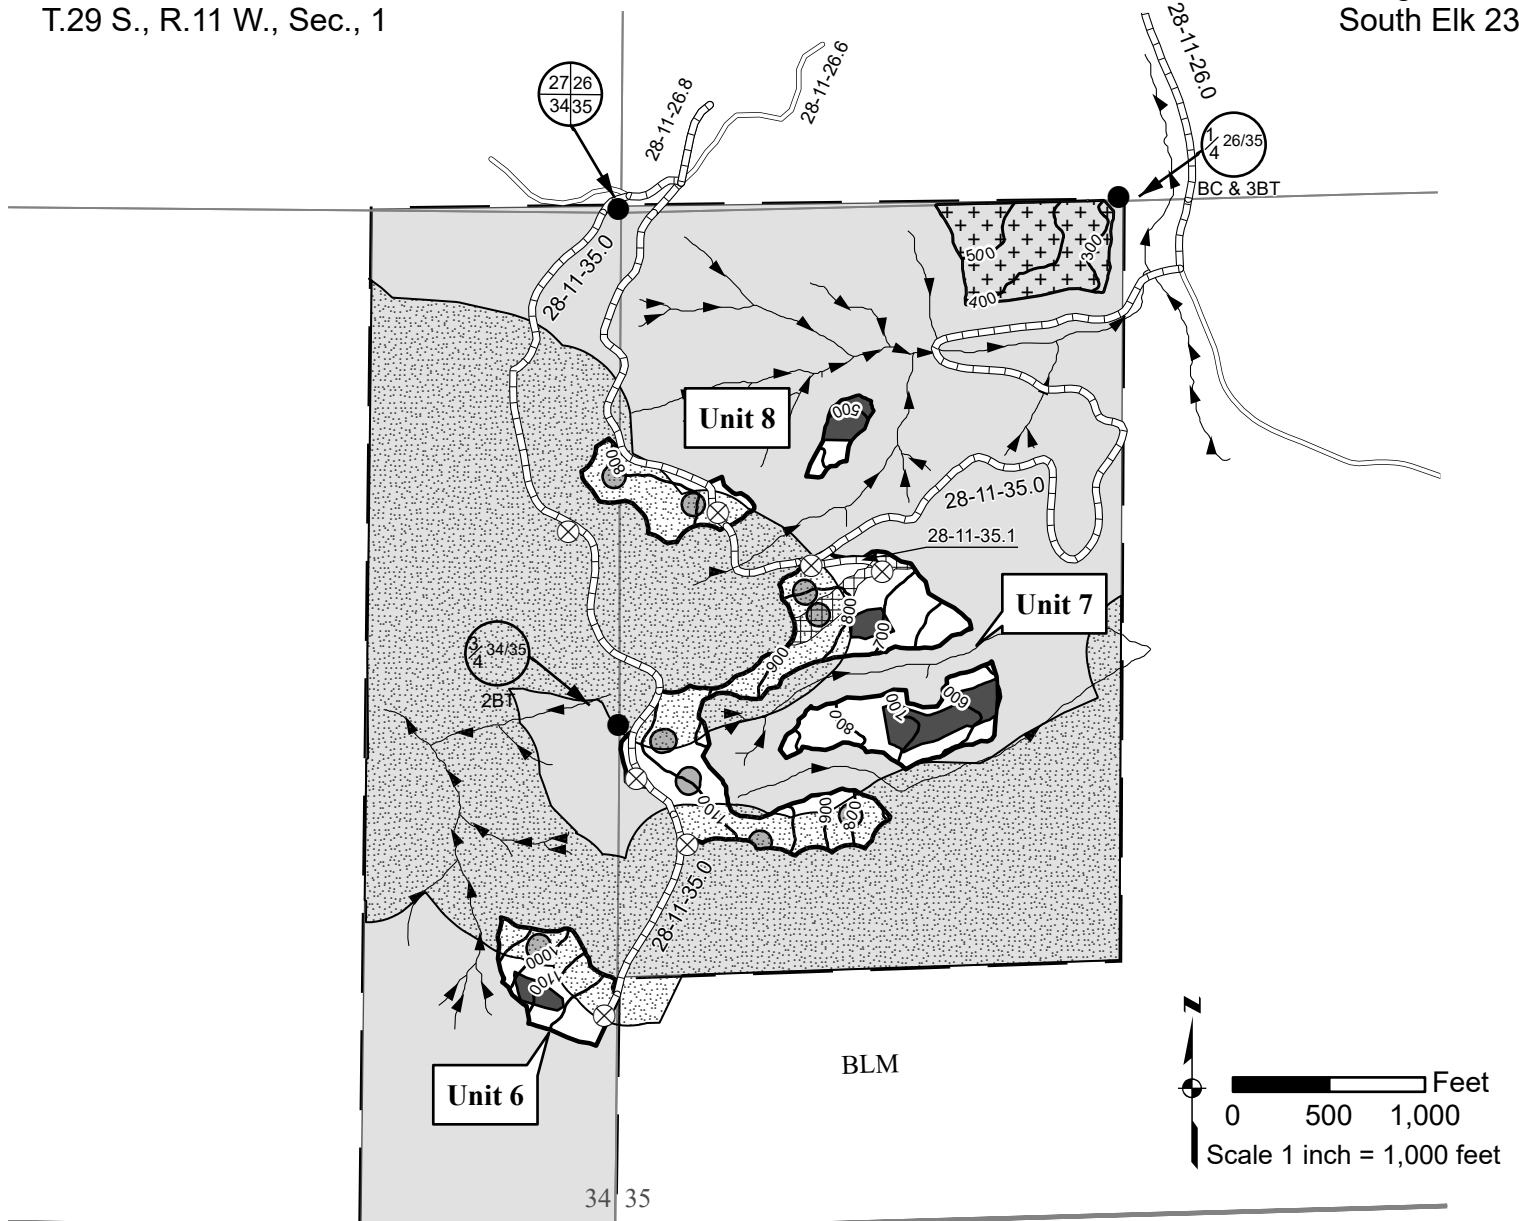 T.29 S., R.11 W., Sec., 1
South Elk 23
28-11-26.0
28-11-26.6
28-11-26.8
27 26
34 35
1/4 26/35
BC & 3BT
28-11-35.0
500
300
400
500
Unit 8
800
28-11-35.0
28-11-35.1
Unit 7
800
700
900
3/4 34/35
2BT
600
700
800
1100
900
800
28-11-35.0
1000
1100
Unit 6
BLM
Z
Feet
0 500 1,000
Scale 1 inch = 1,000 feet
34 35